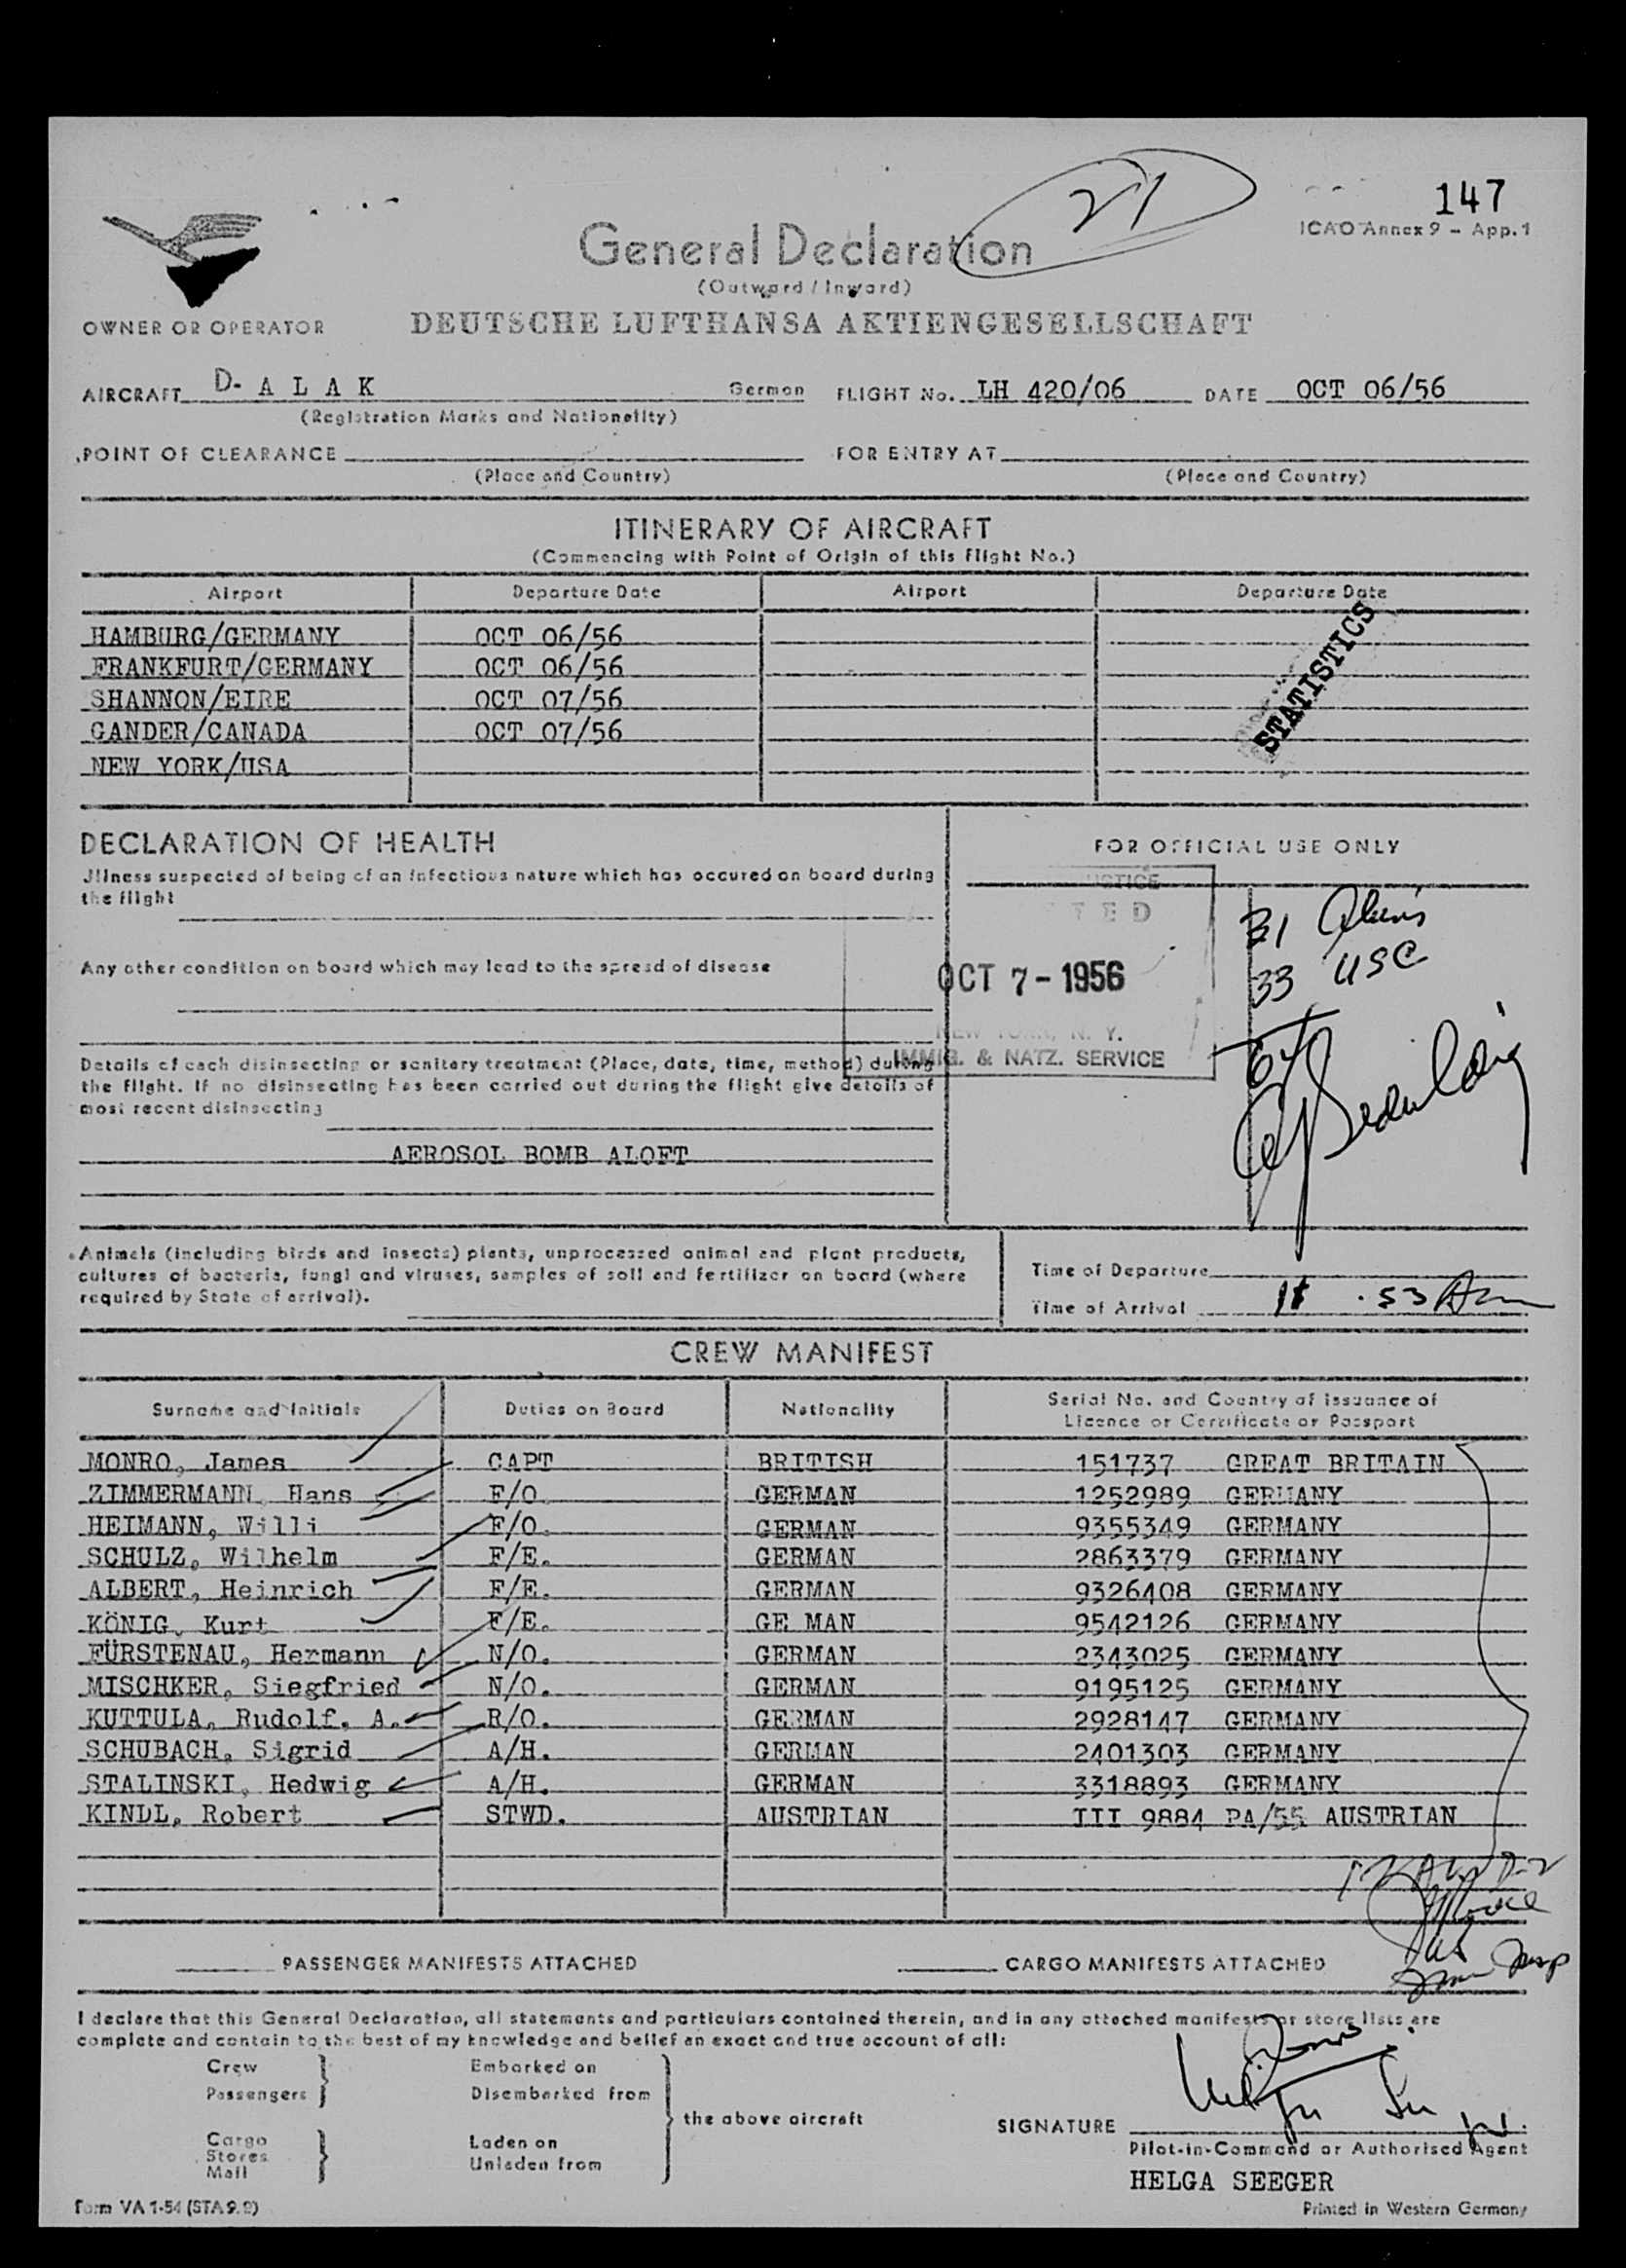 21
147
ICAO Annex 9 - App. 1
General Declaration
(Outward / Inward)
OWNER OR OPERATOR DEUTSCHE LUFTHANSA AKTIENGESELLSCHAFT
AIRCRAFT D- A L A K German FLIGHT No. LH 420/06 DATE OCT 06/56
(Registration Marks and Nationality)
POINT OF CLEARANCE FOR ENTRY AT
(Place and Country) (Place and Country)
ITINERARY OF AIRCRAFT
(Commencing with Point of Origin of this Flight No.)
Airport Departure Date Airport Departure Date
HAMBURG/GERMANY OCT 06/56
FRANKFURT/GERMANY OCT 06/56
SHANNON/EIRE OCT 07/56
GANDER/CANADA OCT 07/56
NEW YORK/USA
STATISTICS
DECLARATION OF HEALTH
Jllness suspected of being of an infectious nature which has occured on board during
the flight
Any other condition on board which may lead to the spread of disease
Details of each disinsecting or sanitary treatment (Place, date, time, method) during
the flight. If no disinsecting has been carried out during the flight give details of
most recent disinsecting
AEROSOL BOMB ALOFT
FOR OFFICIAL USE ONLY
OCT 7 - 1956
NEW YORK, N. Y.
IMMIG. & NATZ. SERVICE
31 Aliens
33 USC
Animals (including birds and insects) plants, unprocessed animal and plant products,
cultures of bacteria, fungi and viruses, samples of soil and fertilizer on board (where
required by State of arrival).
Time of Departure
Time of Arrival
CREW MANIFEST
Surname and Initials Duties on Board Nationality Serial No. and Country of issuance of
Licence or Certificate or Passport
MONRO, James CAPT BRITISH 151737 GREAT BRITAIN
ZIMMERMANN, Hans F/O GERMAN 1252989 GERMANY
HEIMANN, Willi F/O. GERMAN 9355349 GERMANY
SCHULZ, Wilhelm F/E. GERMAN 2863379 GERMANY
ALBERT, Heinrich F/E. GERMAN 9326408 GERMANY
KÖNIG, Kurt F/E. GE MAN 9542126 GERMANY
FÜRSTENAU, Hermann N/O. GERMAN 2343025 GERMANY
MISCHKER, Siegfried N/O. GERMAN 9195125 GERMANY
KUTTULA, Rudolf. A. R/O. GERMAN 2928147 GERMANY
SCHUBACH, Sigrid A/H. GERMAN 2401303 GERMANY
STALINSKI, Hedwig A/H. GERMAN 3318893 GERMANY
KINDL, Robert STWD. AUSTRIAN III 9884 PA/55 AUSTRIAN
PASSENGER MANIFESTS ATTACHED CARGO MANIFESTS ATTACHED
I declare that this General Declaration, all statements and particulars contained therein, and in any attached manifests or store lists are
complete and contain to the best of my knowledge and belief an exact and true account of all:
Crew Embarked on
Passengers Disembarked from
the above aircraft
Cargo Laden on
Stores
Mail Unladen from
SIGNATURE
Pilot-in-Command or Authorised Agent
HELGA SEEGER
Form VA 1-54 (STA 9.2) Printed in Western Germany